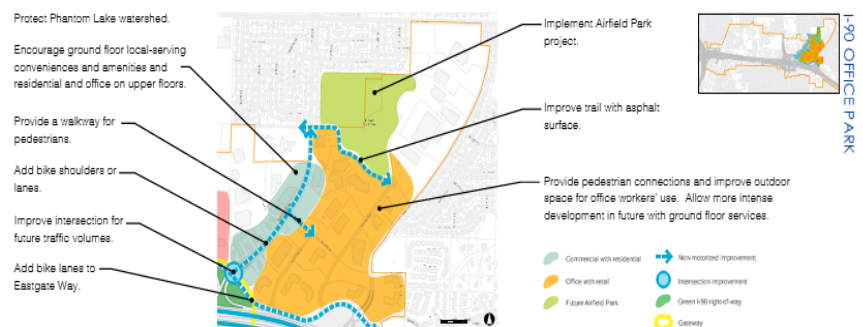 Protect Phantom Lake watershed.
Encourage ground floor local-serving
conveniences and amenities and
residential and office on upper floors.
Provide a walkway for
pedestrians.
Add bike shoulders or
lanes.
Improve intersection for
future traffic volumes.
Add bike lanes to
Eastgate Way.
Implement Airfield Park
project.
Improve trail with asphalt
surface.
Provide pedestrian connections and improve outdoor
space for office workers' use. Allow more intense
development in future with ground floor services.
Commercial with residential
Office with retail
Future Airfield Park
Non-motorized improvement
Intersection improvement
Green I-90 right-of-way
Gateway
I-90 OFFICE PARK